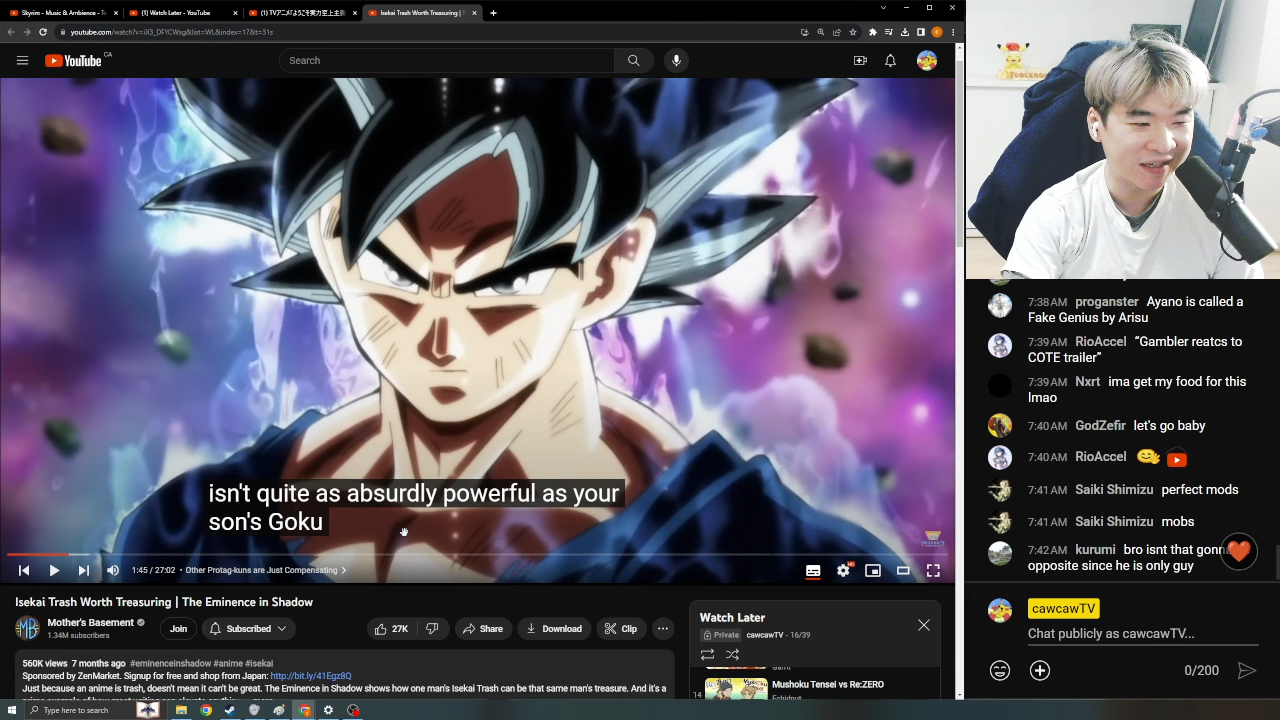 Skyrim - Music & Ambience - T
(1) Watch Later - YouTube
(1) TVアニメ『ようこそ実力至上主
Isekai Trash Worth Treasuring | T
youtube.com/watch?v=iX3_DFYCWsg&list=WL&index=17&t=31s
YouTube CA
Search
isn't quite as absurdly powerful as your
son's Goku
1:45 / 27:02 • Other Protag-kuns are Just Compensating
Isekai Trash Worth Treasuring | The Eminence in Shadow
Mother's Basement
1.34M subscribers
Join
Subscribed
27K
Share
Download
Clip
560K views 7 months ago #eminenceinshadow #anime #isekai
Sponsored by ZenMarket. Signup for free and shop from Japan: http://bit.ly/41Egz8Q
Just because an anime is trash, doesn't mean it can't be great. The Eminence in Shadow shows how one man's Isekai Trash can be that same man's treasure. And it's a
Watch Later
Private cawcawTV - 16/39
14
Mushoku Tensei vs Re:ZERO
Type here to search
7:38 AM proganster Ayano is called a
Fake Genius by Arisu
7:39 AM RioAccel “Gambler reatcs to
COTE trailer”
7:39 AM Nxrt ima get my food for this
lmao
7:40 AM GodZefir let's go baby
7:40 AM RioAccel
7:41 AM Saiki Shimizu perfect mods
7:41 AM Saiki Shimizu mobs
7:42 AM kurumi bro isnt that gonn
opposite since he is only guy
cawcawTV
Chat publicly as cawcawTV...
0/200